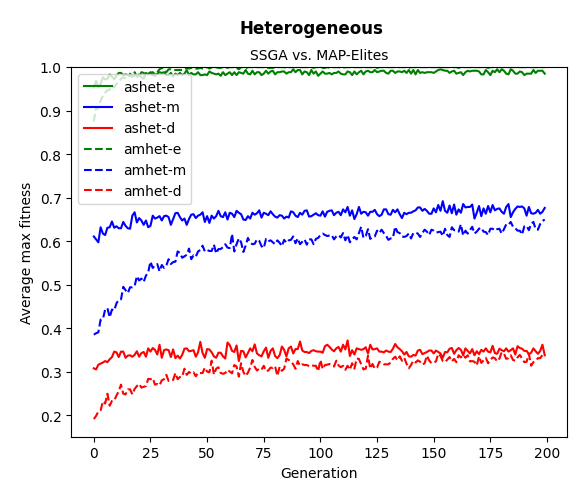 Heterogeneous
SSGA vs. MAP-Elites
1.0
0.9
0.8
0.7
0.6
0.5
0.4
0.3
0.2
Average max fitness
ashet-e
ashet-m
ashet-d
amhet-e
amhet-m
amhet-d
0
25
50
75
100
125
150
175
200
Generation